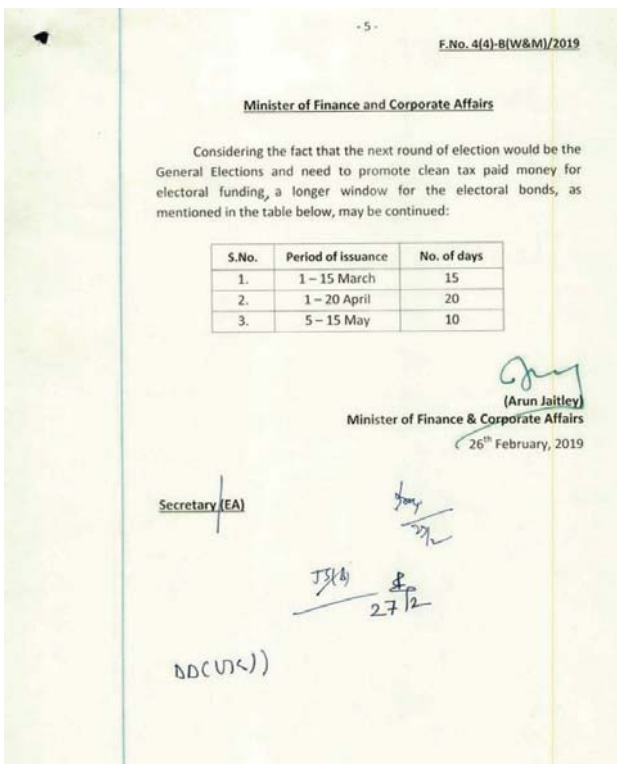 - 5 -
F.No. 4(4)-B(W&M)/2019
Minister of Finance and Corporate Affairs
Considering the fact that the next round of election would be the
General Elections and need to promote clean tax paid money for
electoral funding, a longer window for the electoral bonds, as
mentioned in the table below, may be continued:
S.No. Period of issuance No. of days
1. 1 – 15 March 15
2. 1 – 20 April 20
3. 5 – 15 May 10
(Arun Jaitley)
Minister of Finance & Corporate Affairs
26th February, 2019
Secretary (EA)
27/2
JS(B)
27/2